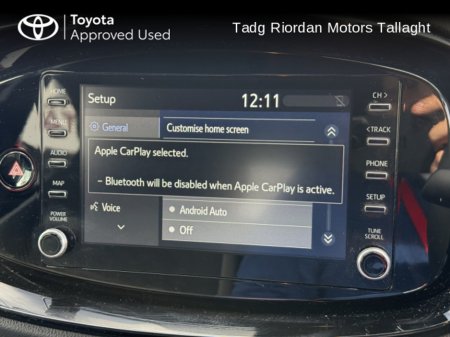 Toyota
Approved Used
Tadg Riordan Motors Tallaght
HOME
MENU
AUDIO
MAP
POWER
VOLUME
Setup
12:11
General
Customise home screen
Apple CarPlay selected.
– Bluetooth will be disabled when Apple CarPlay is active.
Voice
Android Auto
Off
CH >
< TRACK
PHONE
SETUP
TUNE
SCROLL